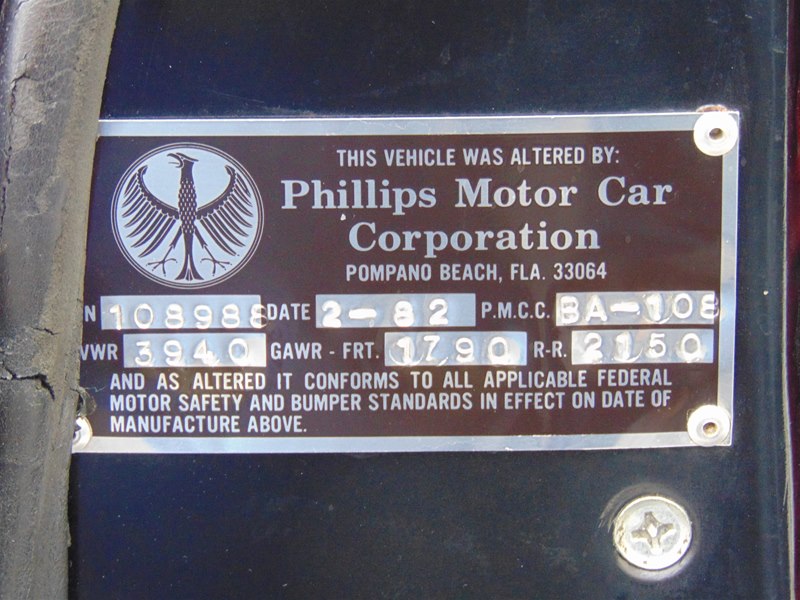 THIS VEHICLE WAS ALTERED BY:
Phillips Motor Car
Corporation
POMPANO BEACH, FLA. 33064
N 108988 DATE 2-82 P.M.C.C. BA-108
VWR 3940 GAWR - FRT. 1790 R-R. 2150
AND AS ALTERED IT CONFORMS TO ALL APPLICABLE FEDERAL
MOTOR SAFETY AND BUMPER STANDARDS IN EFFECT ON DATE OF
MANUFACTURE ABOVE.